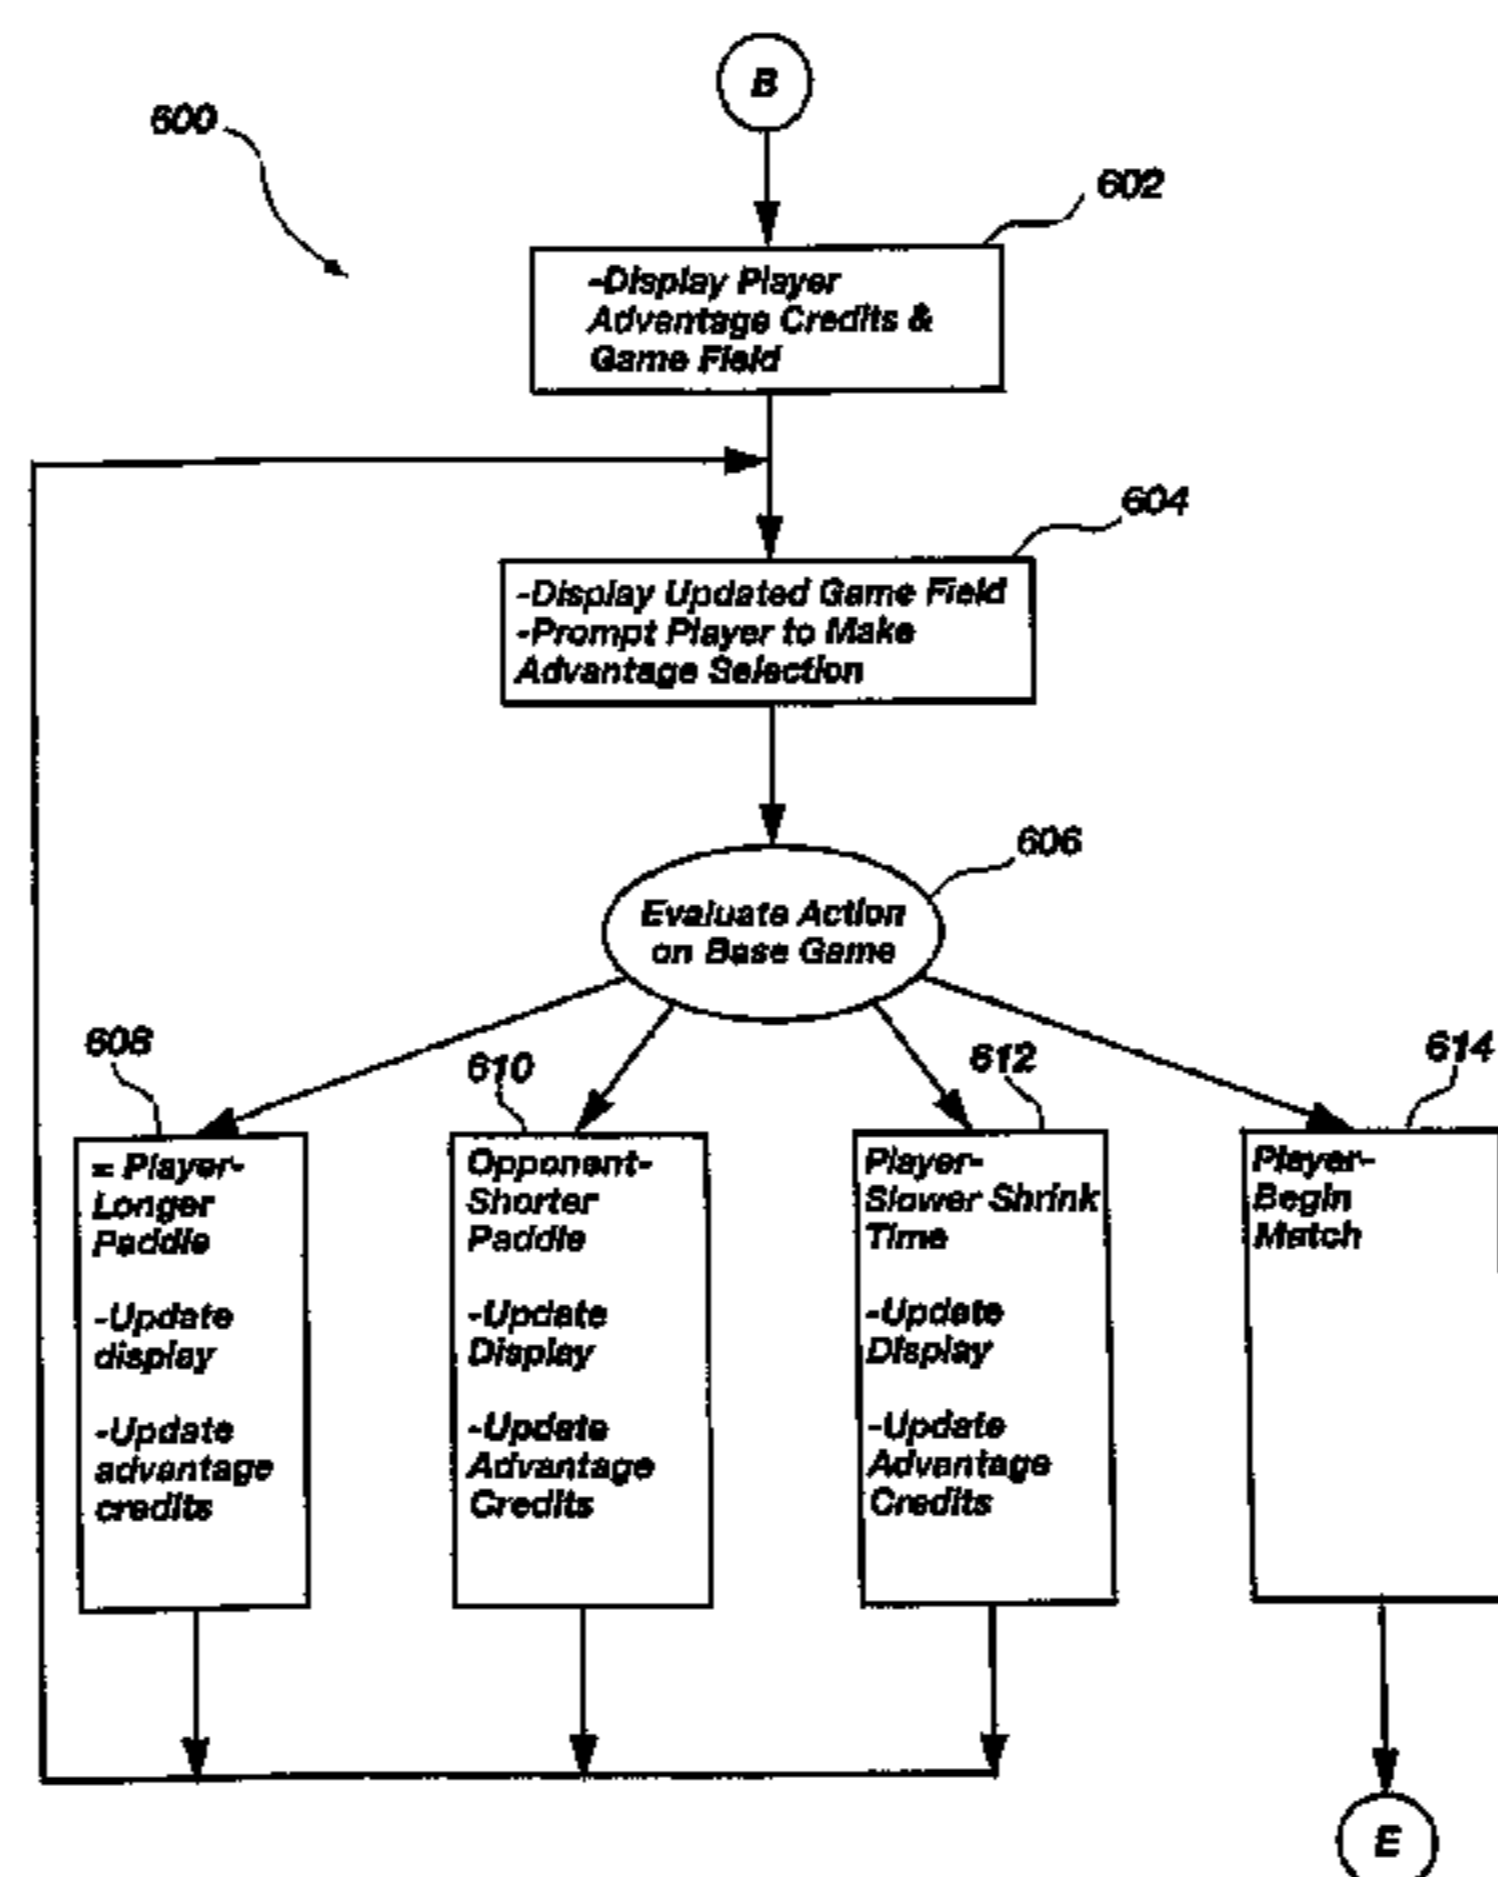 B
600
602
-Display Player
Advantage Credits &
Game Field
604
-Display Updated Game Field
-Prompt Player to Make
Advantage Selection
606
Evaluate Action
on Base Game
608
= Player-
Longer
Paddle
-Update
display
-Update
advantage
credits
610
Opponent-
Shorter
Paddle
-Update
Display
-Update
Advantage
Credits
612
Player-
Slower Shrink
Time
-Update
Display
-Update
Advantage
Credits
614
Player-
Begin
Match
E